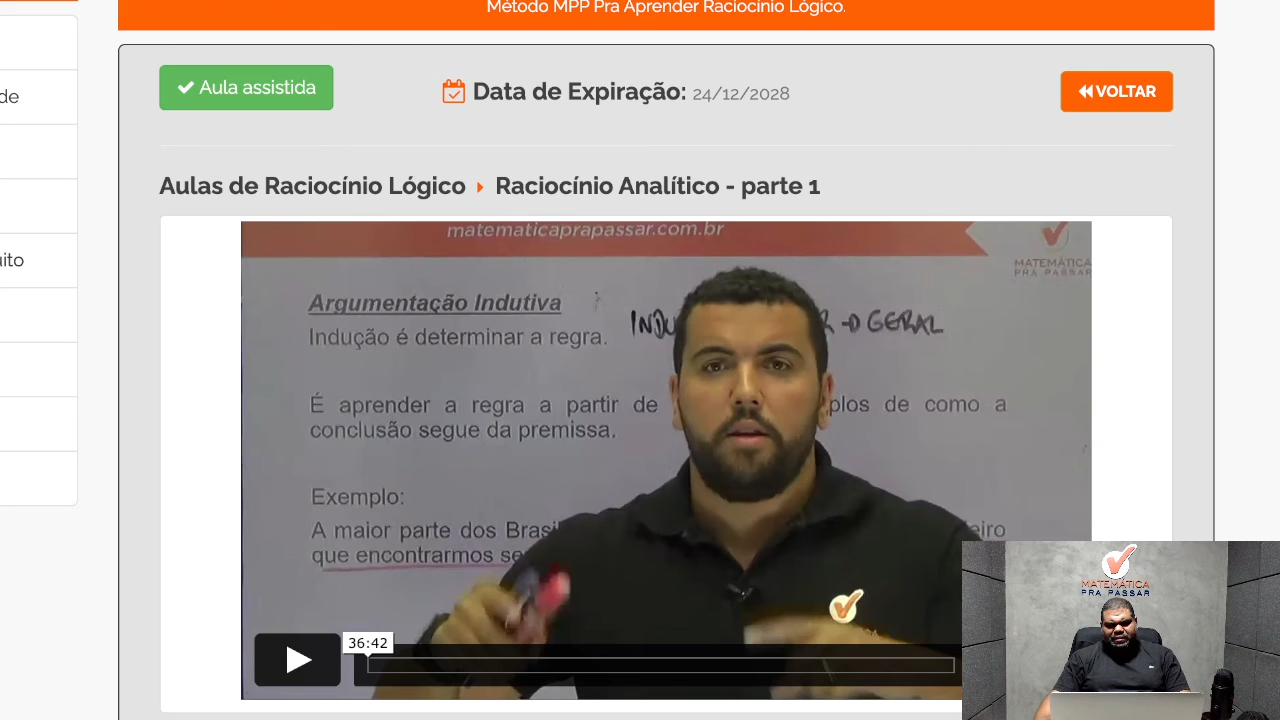 Método MPP Pra Aprender Raciocínio Lógico.
Aula assistida
Data de Expiração: 24/12/2028
VOLTAR
de
Aulas de Raciocínio Lógico Raciocínio Analítico - parte 1
matematicaprapassar.com.br
MATEMÁTICA
PRA PASSAR
Argumentação Indutiva
INDU R → GERAL
Indução é determinar a regra.
uito
É aprender a regra a partir de plos de como a
conclusão segue da premissa.
Exemplo:
A maior parte dos Brasil eiro
que encontrarmos se
36:42
MATEMÁTICA
PRA PASSAR